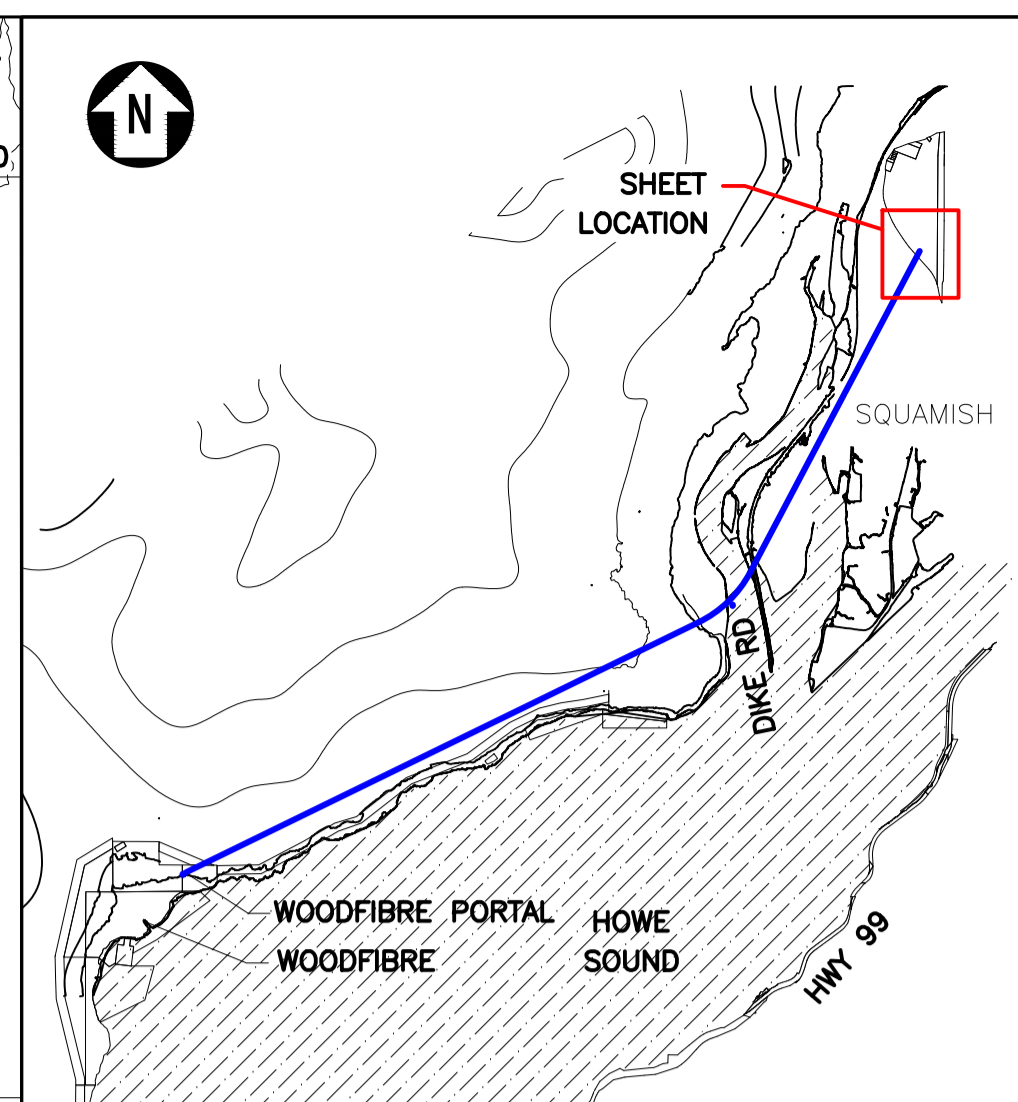 N
SHEET
LOCATION
SQUAMISH
DIKE RD
WOODFIBRE PORTAL
WOODFIBRE
HOWE
SOUND
HWY 99